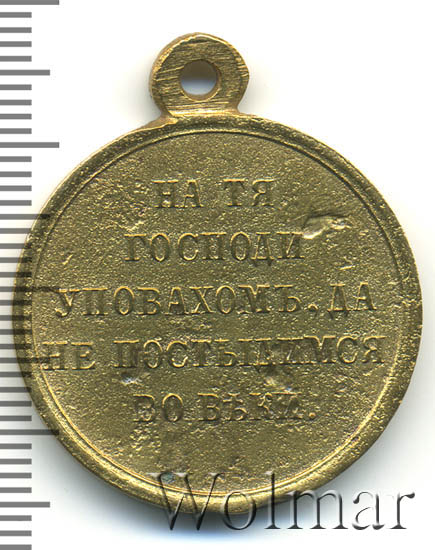 НА ТЯ
ГОСПОДИ
УПОВАХОМЪ, ДА
НЕ ПОСТЫДИМСЯ
ВО ВѢКИ.
Wolmar